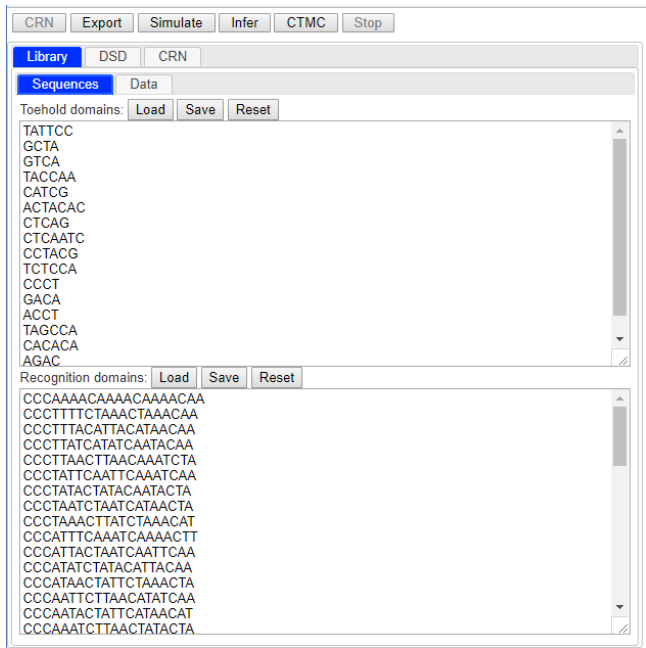 CRN Export Simulate Infer CTMC Stop
Library DSD CRN
Sequences Data
Toehold domains: Load Save Reset
TATTCC
GCTA
GTCA
TACCAA
CATCG
ACTACAC
CTCAG
CTCAATC
CCTACG
TCTCCA
CCCT
GACA
ACCT
TAGCCA
CACACA
AGAC
Recognition domains: Load Save Reset
CCCAAAACAAAACAAAACAA
CCCTTTTCTAAACTAAACAA
CCCTTTACATTACATAACAA
CCCTTATCATATCAATACAA
CCCTTAACTTAACAAATCTA
CCCTATTCAATTCAAATCAA
CCCTATACTATACAATACTA
CCCTAATCTAATCATAACTA
CCCTAAACTTATCTAAACAT
CCCATTTCAAATCAAAACTT
CCCATTACTAATCAATTCAA
CCCATATCTATACATTACAA
CCCATAACTATTCTAAACTA
CCCAATTCTTAACATATCAA
CCCAATACTATTCATAACAT
CCCAAATCTTAACTATACTA